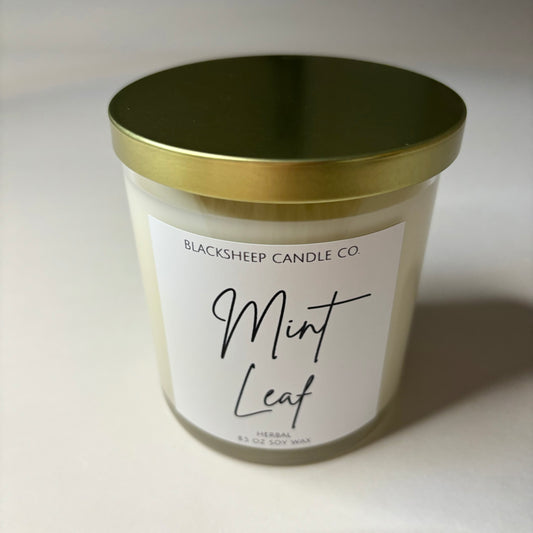 BLACKSHEEP CANDLE CO.
Mint
Leaf
HERBAL
8.5 OZ SOY WAX